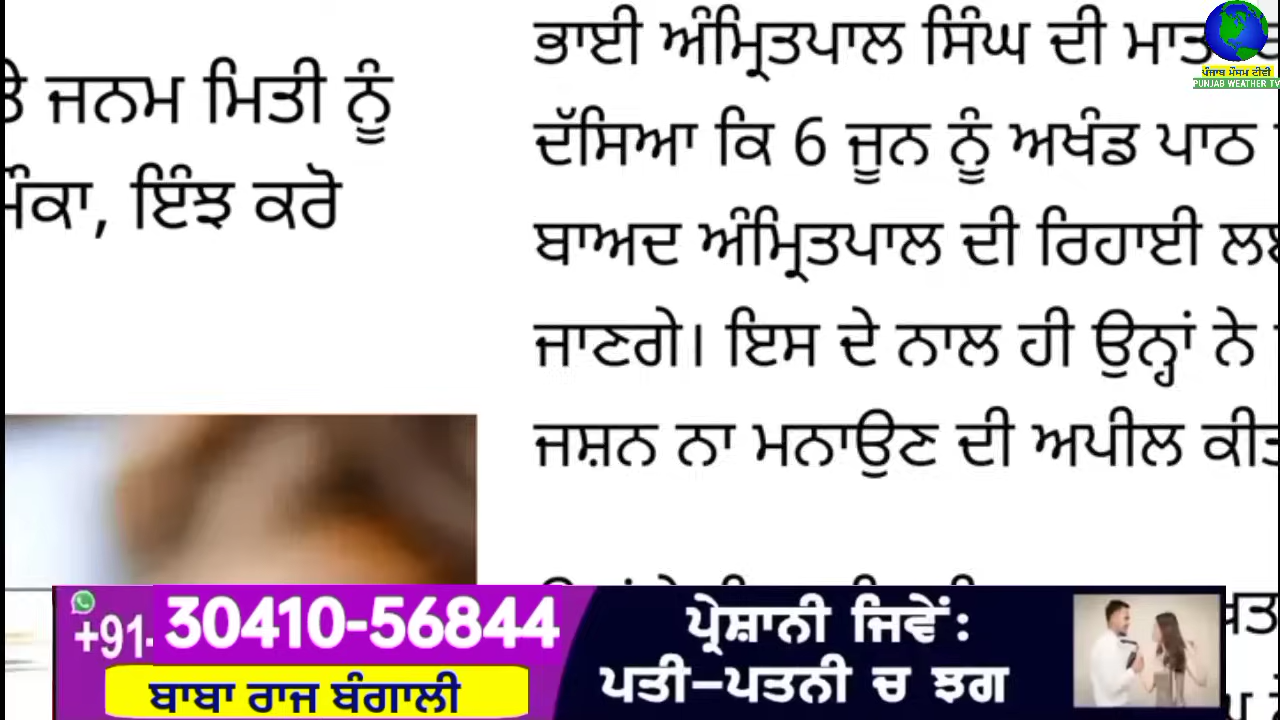 ਜਨਮ ਮਿਤੀ ਨੂੰ
ਇੰਝ ਕਰੋ
ਭਾਈ ਅੰਮ੍ਰਿਤਪਾਲ ਸਿੰਘ ਦੀ
ਦੱਸਿਆ ਕਿ 6 ਜੂਨ ਨੂੰ ਅਖੰਡ ਪਾਠ
ਬਾਅਦ ਅੰਮ੍ਰਿਤਪਾਲ ਦੀ ਰਿਹਾਈ
ਜਾਣਗੇ। ਇਸ ਦੇ ਨਾਲ ਹੀ ਉਨ੍ਹਾਂ ਨੇ
ਜਸ਼ਨ ਨਾ ਮਨਾਉਣ ਦੀ ਅਪੀਲ
ਪੰਜਾਬ ਮੌਸਮ ਟੀਵੀ
PUNJAB WEATHER TV
+91- 30410-56844
ਬਾਬਾ ਰਾਜ ਬੰਗਾਲੀ
ਪ੍ਰੇਸ਼ਾਨੀ ਜਿਵੇਂ:
ਪਤੀ-ਪਤਨੀ ਚ ਝਗ